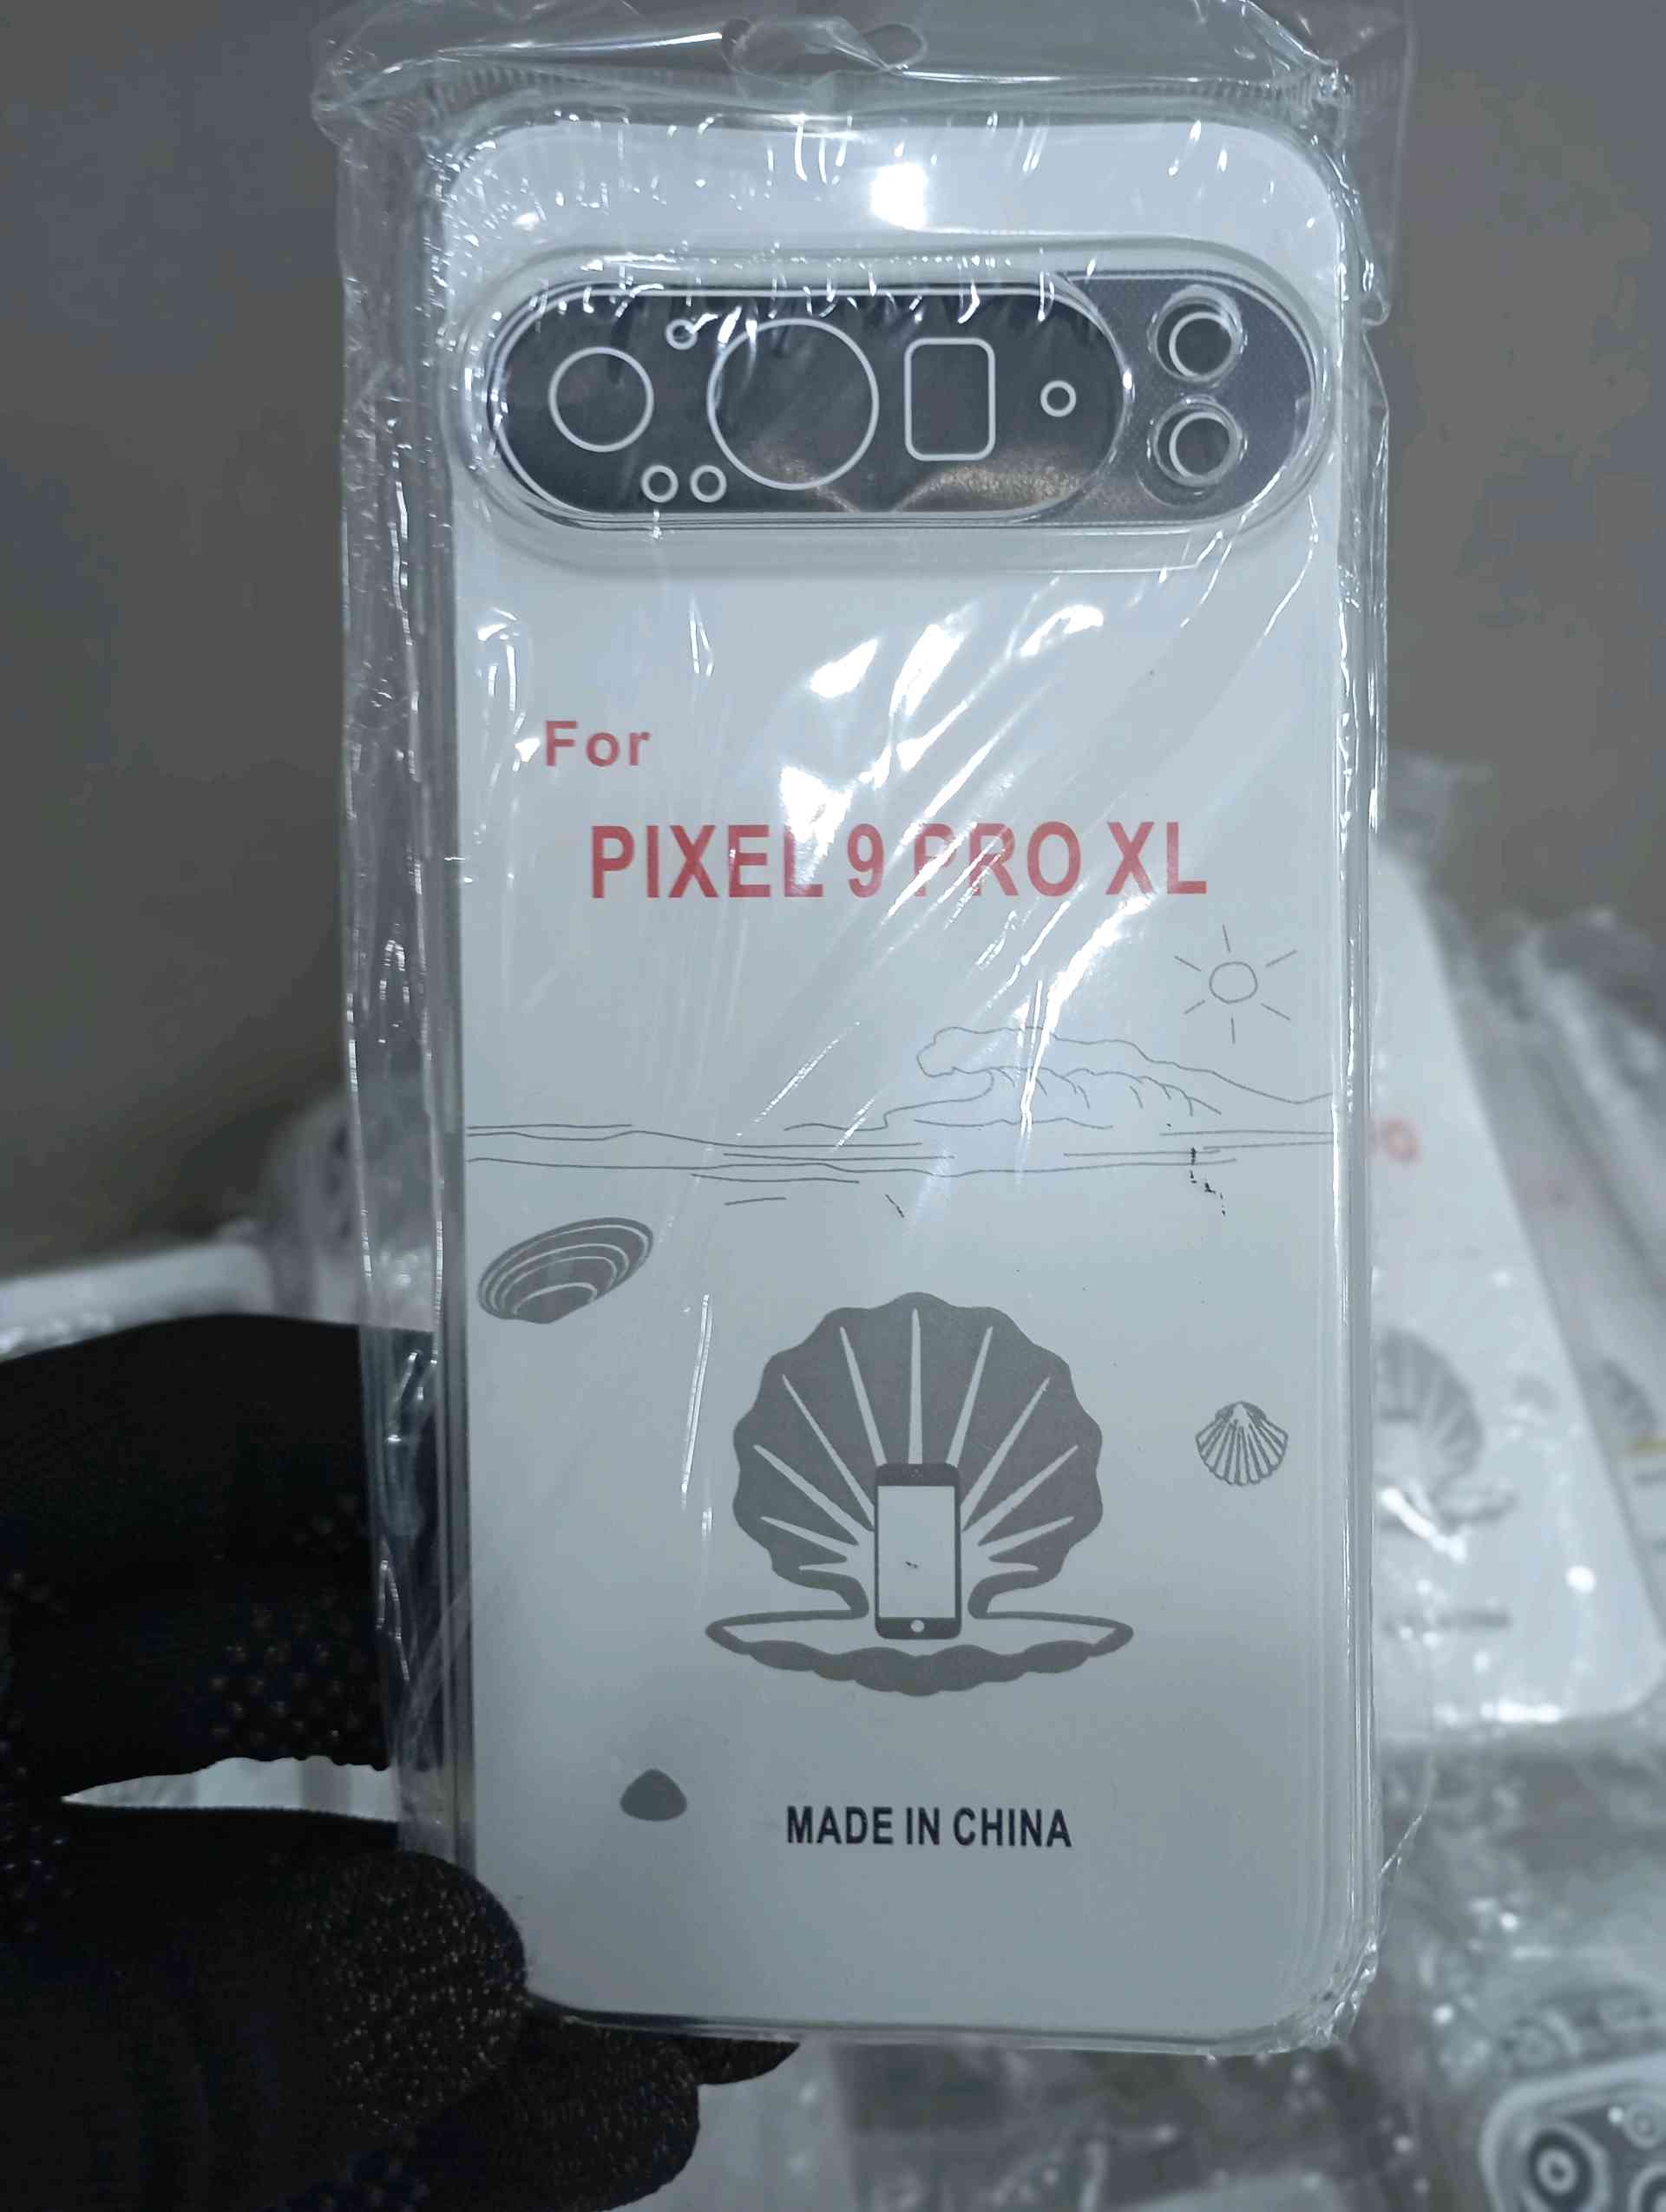 For
PIXEL 9 PRO XL
MADE IN CHINA